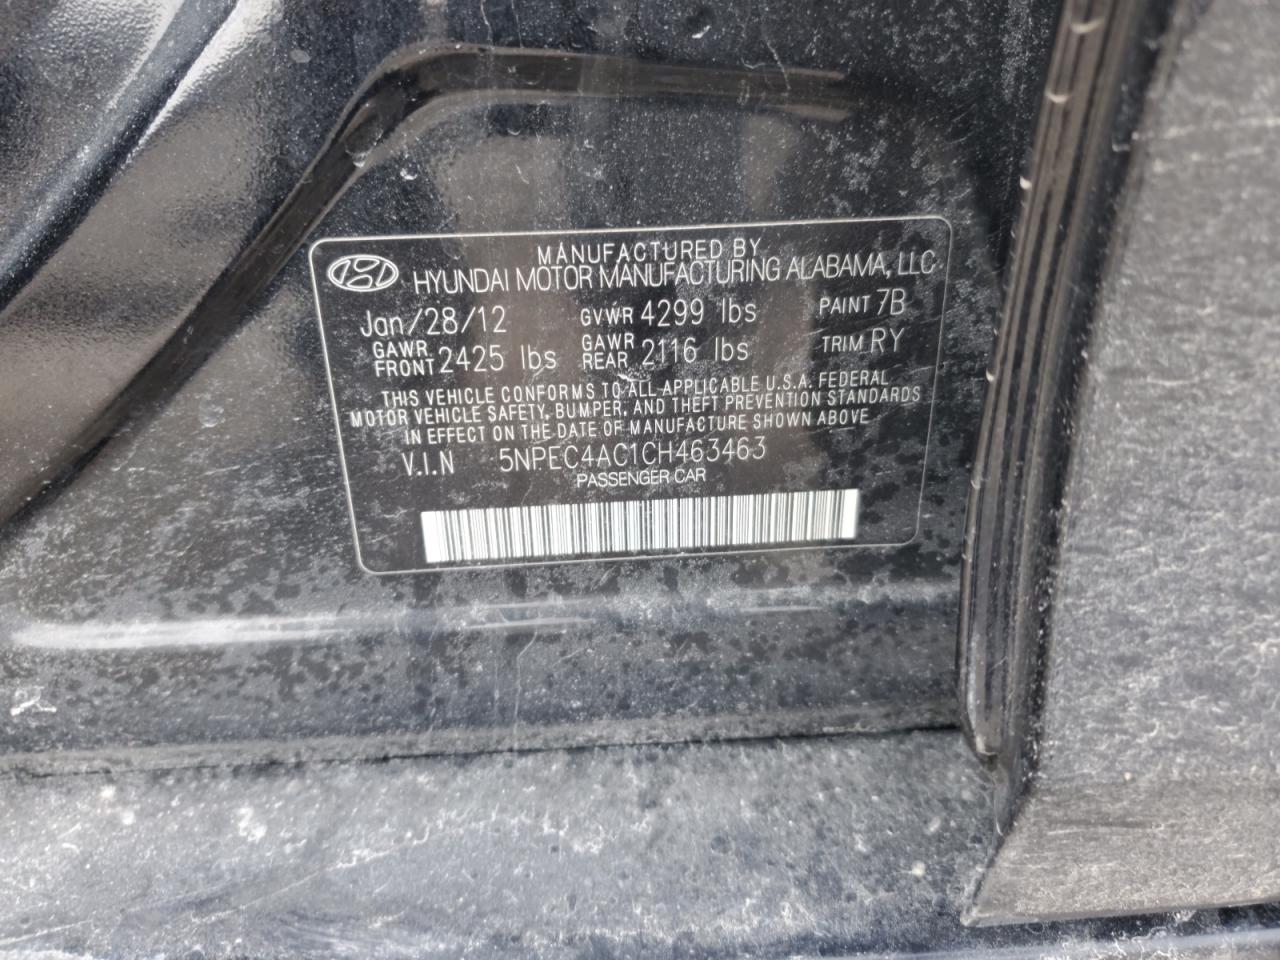 MANUFACTURED BY
HYUNDAI MOTOR MANUFACTURING ALABAMA, LLC
Jan/28/12 GVWR 4299 lbs PAINT 7B
GAWR FRONT 2425 lbs GAWR REAR 2116 lbs TRIM RY
THIS VEHICLE CONFORMS TO ALL APPLICABLE U.S.A. FEDERAL
MOTOR VEHICLE SAFETY, BUMPER, AND THEFT PREVENTION STANDARDS
IN EFFECT ON THE DATE OF MANUFACTURE SHOWN ABOVE
V.I.N 5NPEC4AC1CH463463
PASSENGER CAR